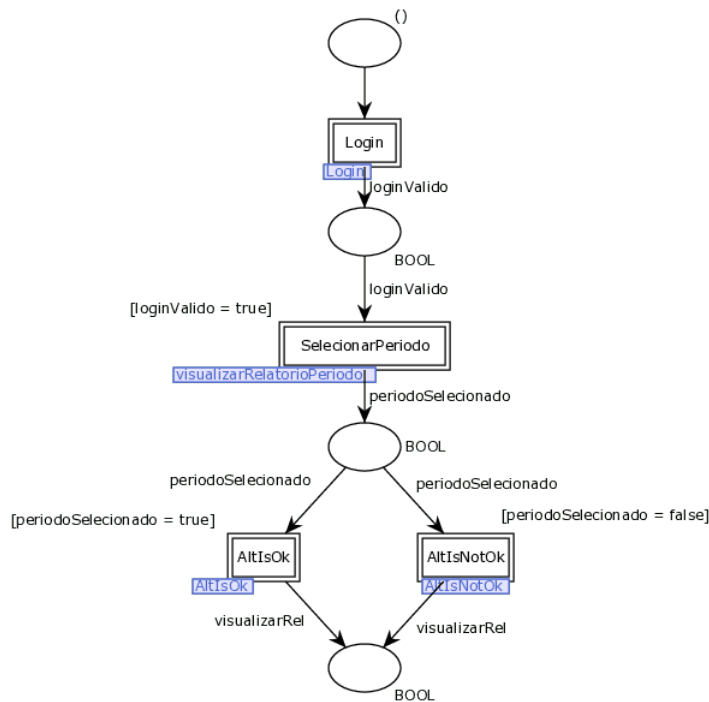 ()
Login
Login
loginValido
BOOL
loginValido
[loginValido = true]
SelecionarPeriodo
visualizarRelatorioPeriodo
periodoSelecionado
BOOL
periodoSelecionado
periodoSelecionado
[periodoSelecionado = true]
[periodoSelecionado = false]
AltIsOk
AltIsNotOk
AltIsOk
AltIsNotOk
visualizarRel
visualizarRel
BOOL